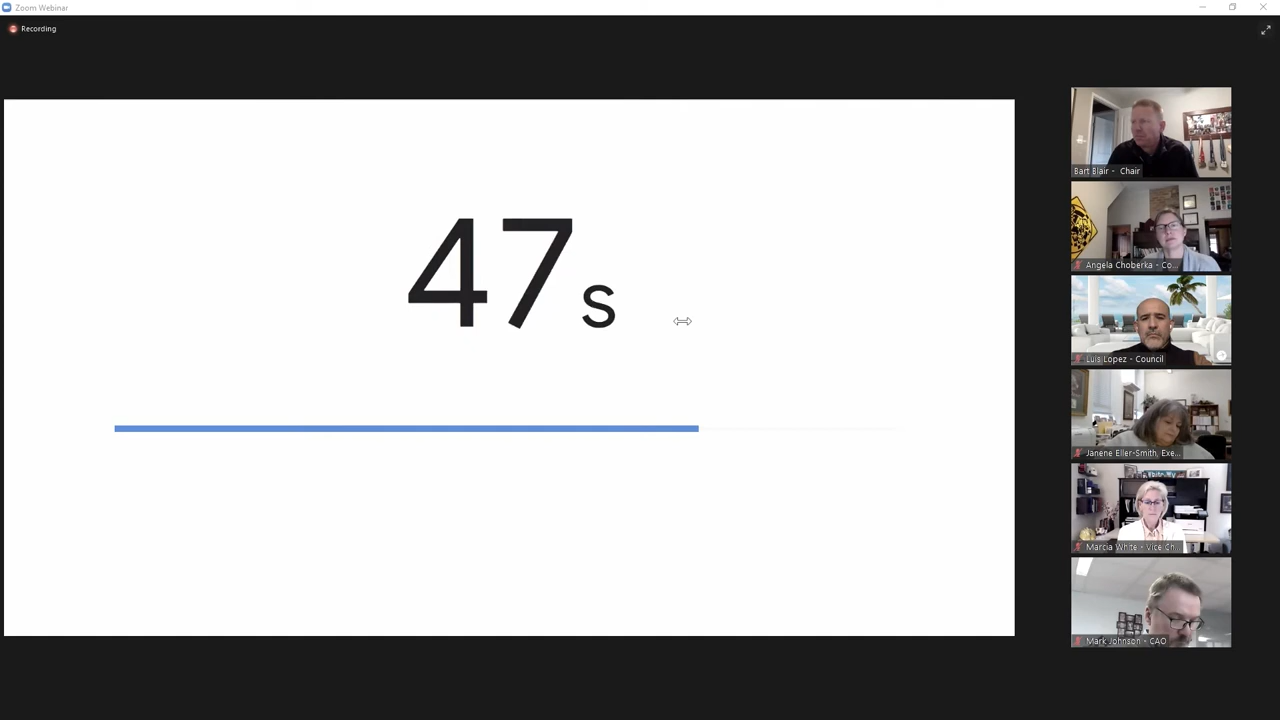 Zoom Webinar
Recording
47 s
Bart Blair - Chair
Angela Choberka - Co...
Luis Lopez - Council
Janene Eller-Smith, Exe...
Marcia White - Vice Ch...
Mark Johnson - CAO